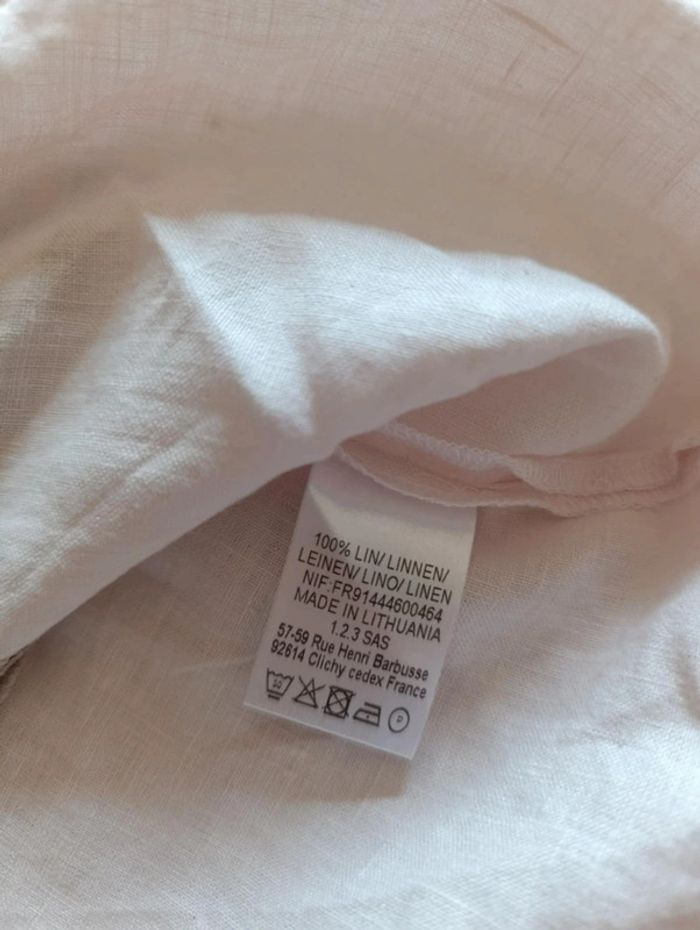 100% LIN/ LINNEN/
LEINEN/ LINO/ LINEN
NIF:FR91444600464
MADE IN LITHUANIA
1.2.3 SAS
57-59 Rue Henri Barbusse
92614 Clichy cedex France